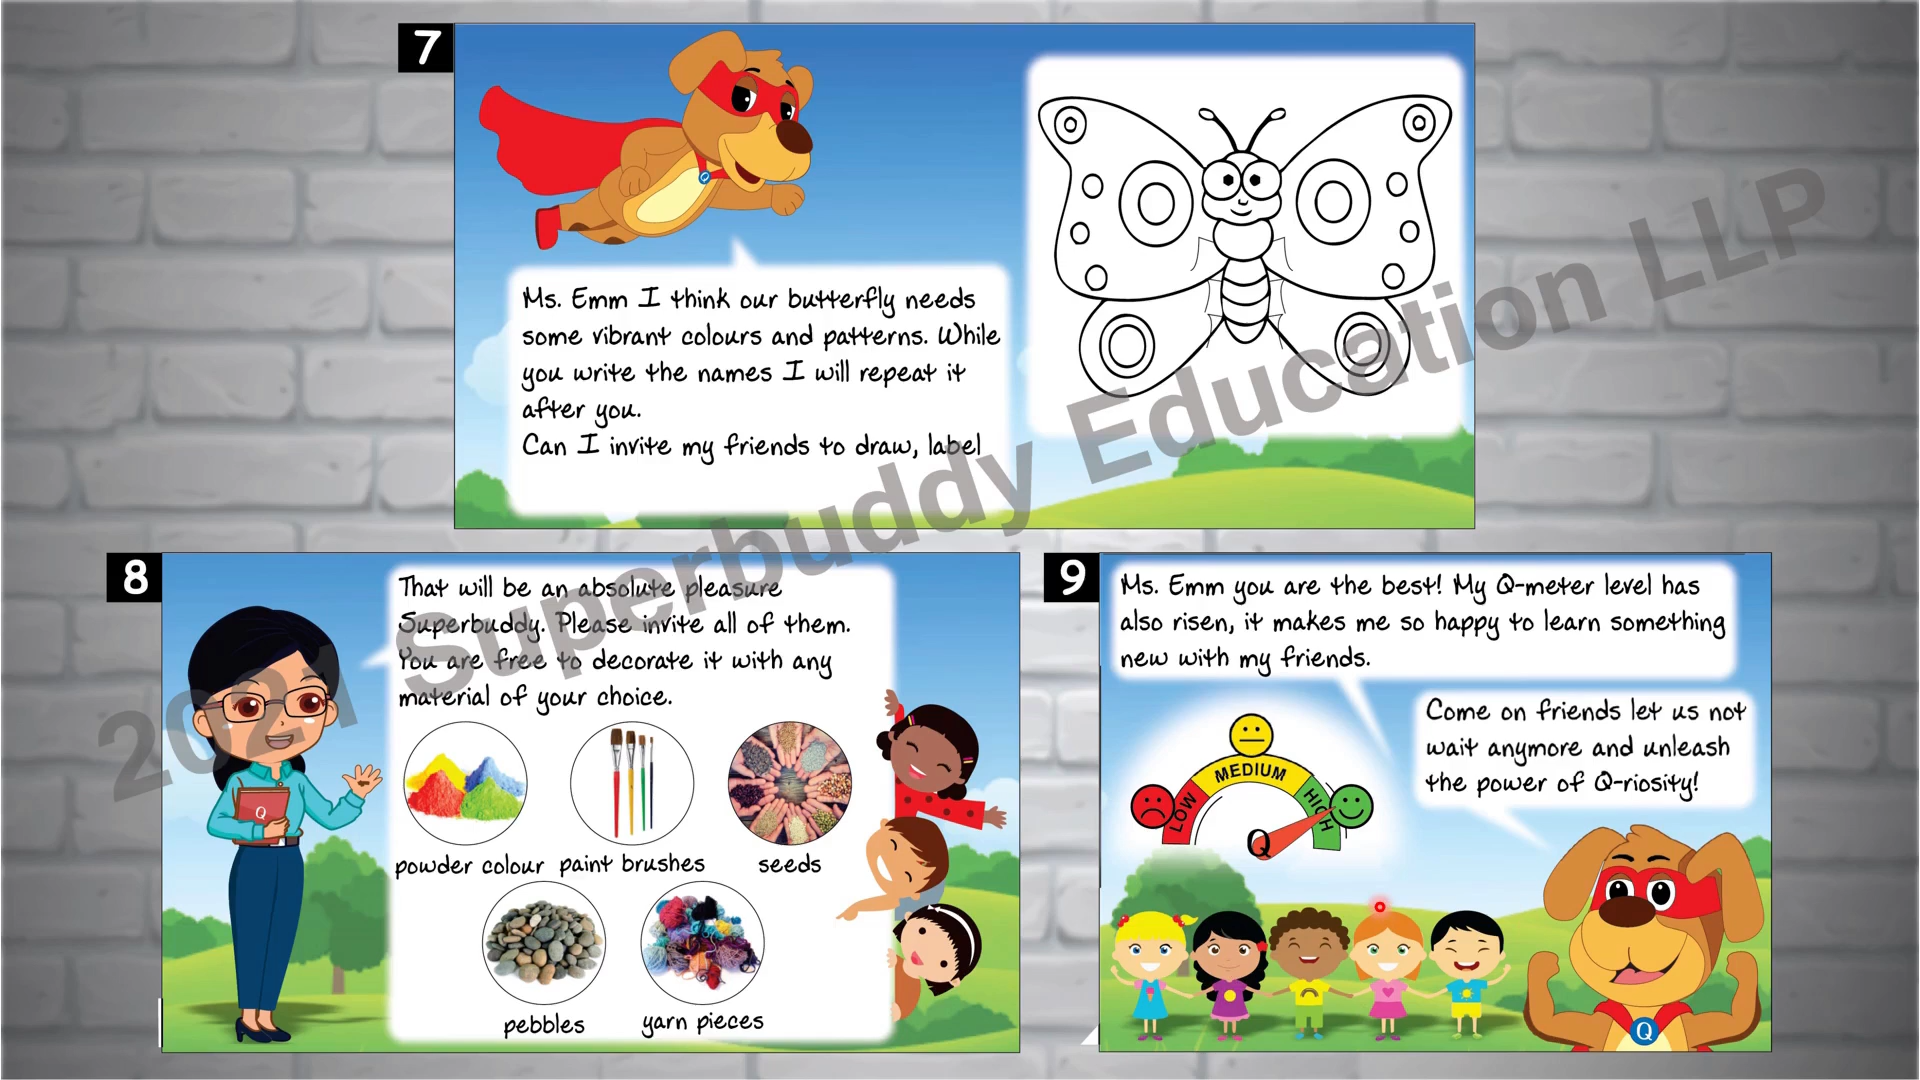 7
Ms. Emm I think our butterfly needs
some vibrant colours and patterns. While
you write the names I will repeat it
after you.
Can I invite my friends to draw, label
Q
8
That will be an absolute pleasure
Superbuddy. Please invite all of them.
You are free to decorate it with any
material of your choice.
Q
powder colour
paint brushes
seeds
pebbles
yarn pieces
9
Ms. Emm you are the best! My Q-meter level has
also risen, it makes me so happy to learn something
new with my friends.
Come on friends let us not
wait anymore and unleash
the power of Q-riosity!
LOW
MEDIUM
HIGH
Q
Q
2021 Superbuddy Education LLP